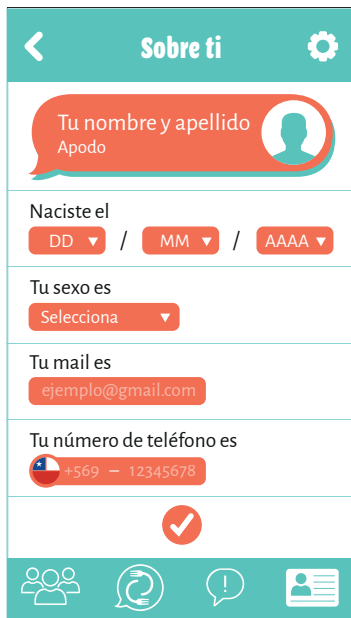 Sobre ti
Tu nombre y apellido
Apodo
Naciste el
DD / MM / AAAA
Tu sexo es
Selecciona
Tu mail es
ejemplo@gmail.com
Tu número de teléfono es
+569 – 12345678
!